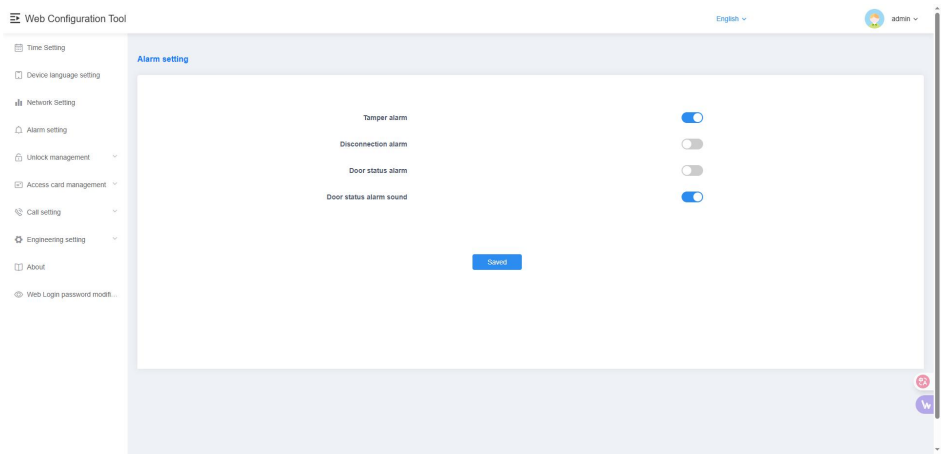 Web Configuration Tool
English
admin
Time Setting
Device language setting
Network Setting
Alarm setting
Unlock management
Access card management
Call setting
Engineering setting
About
Web Login password modifi...
Alarm setting
Tamper alarm
Disconnection alarm
Door status alarm
Door status alarm sound
Saved